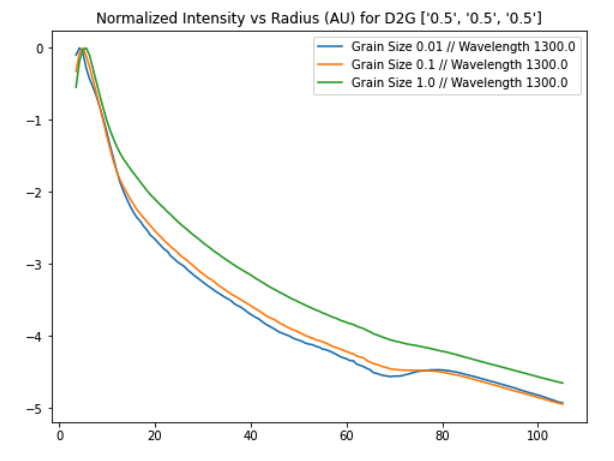 Normalized Intensity vs Radius (AU) for D2G ['0.5', '0.5', '0.5']
Grain Size 0.01 // Wavelength 1300.0
Grain Size 0.1 // Wavelength 1300.0
Grain Size 1.0 // Wavelength 1300.0
0
−1
−2
−3
−4
−5
0 20 40 60 80 100